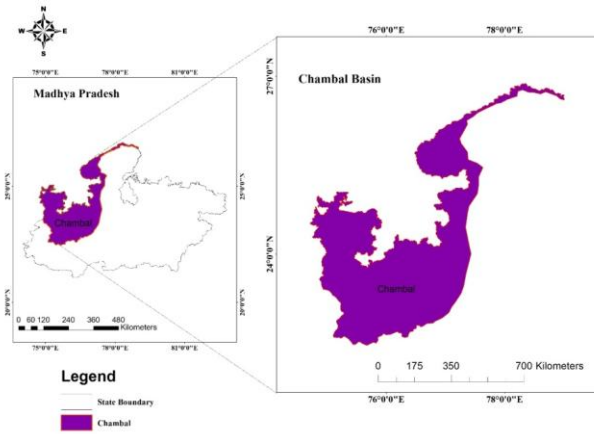 N
W E
S
75°0'0"E 78°0'0"E 81°0'0"E
Madhya Pradesh
25°0'0"N 25°0'0"N
Chambal
20°0'0"N 20°0'0"N
0 60 120 240 360 480
Kilometers
75°0'0"E 78°0'0"E 81°0'0"E
Legend
State Boundary
Chambal
76°0'0"E 78°0'0"E
27°0'0"N
Chambal Basin
24°0'0"N
Chambal
0 175 350 700 Kilometers
76°0'0"E 78°0'0"E